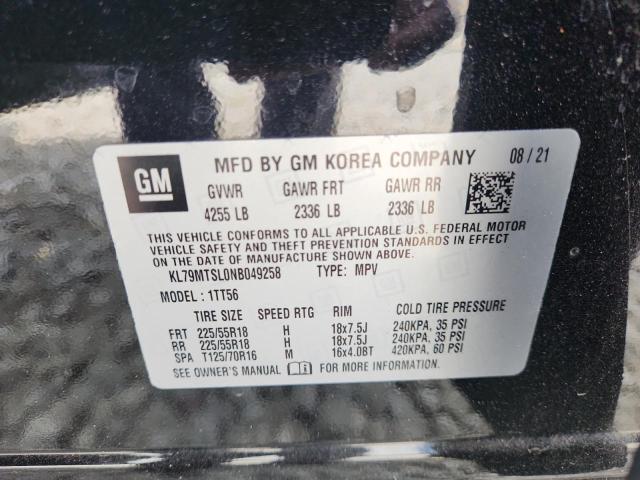 GM MFD BY GM KOREA COMPANY 08 / 21
GVWR GAWR FRT GAWR RR
4255 LB 2336 LB 2336 LB
THIS VEHICLE CONFORMS TO ALL APPLICABLE U.S. FEDERAL MOTOR
VEHICLE SAFETY AND THEFT PREVENTION STANDARDS IN EFFECT ON
THE DATE OF MANUFACTURE SHOWN ABOVE.
KL79MTSL0NB049258 TYPE: MPV
MODEL : 1TT56
TIRE SIZE SPEED RTG RIM COLD TIRE PRESSURE
FRT 225/55R18 H 18x7.5J 240KPA, 35 PSI
RR 225/55R18 H 18x7.5J 240KPA, 35 PSI
SPA T125/70R16 M 16x4.0BT 420KPA, 60 PSI
SEE OWNER'S MANUAL FOR MORE INFORMATION.